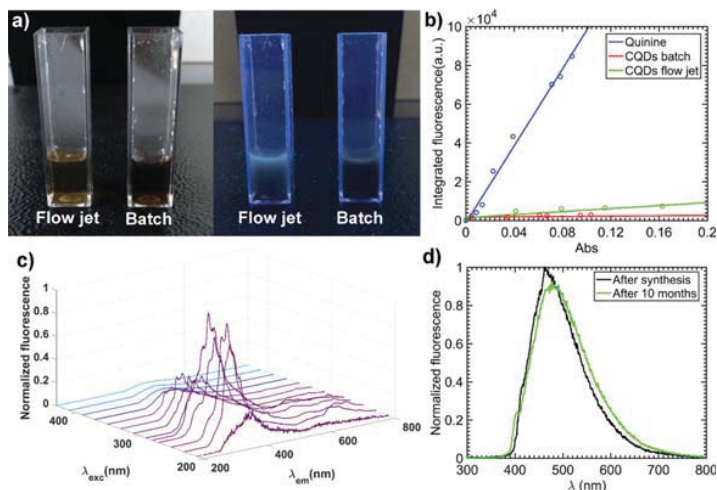 a)
Flow jet
Batch
Flow jet
Batch
b)
× 10⁴
Integrated fluorescence(a.u.)
10
8
6
4
2
0
0
0.04
0.08
0.12
0.16
0.2
Abs
Quinine
CQDs batch
CQDs flow jet
c)
Normalized fluorescence
1
0.8
0.6
0.4
0.2
0
400
300
200
λexc(nm)
200
400
600
800
λem(nm)
d)
Normalized fluorescence
1
0.8
0.6
0.4
0.2
0
300
400
500
600
700
800
λ (nm)
After synthesis
After 10 months